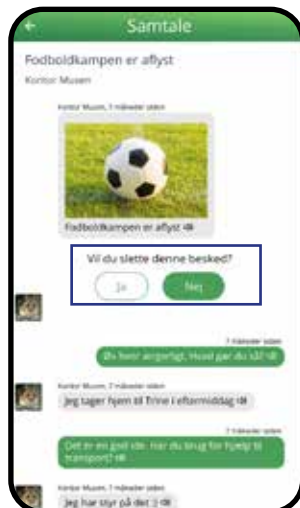 Samtale
Fodboldkampen er aflyst
Kontor Musen
Kontor Musen, 7 måneder siden
Fodboldkampen er aflyst
Vil du slette denne besked?
Ja
Nej
7 måneder siden
Øv hvor ærgerligt. Hvad gør du så?
Kontor Musen, 7 måneder siden
Jeg tager hjem til Trine i eftermiddag
7 måneder siden
Det er en god ide. Har du brug for hjælp til
transport?
Kontor Musen, 7 måneder siden
Jeg har styr på det :)